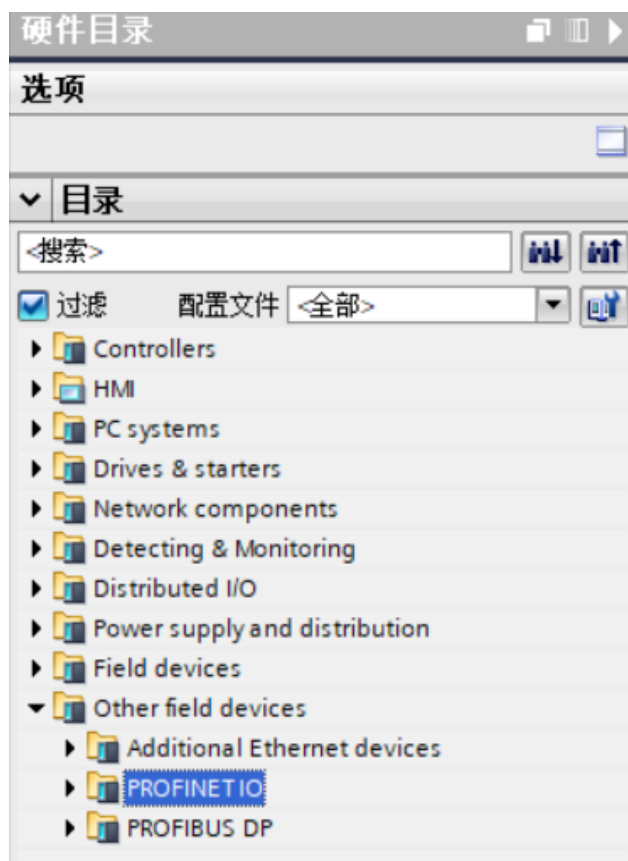 硬件目录
选项
目录
<搜索>
过滤 配置文件 <全部>
Controllers
HMI
PC systems
Drives & starters
Network components
Detecting & Monitoring
Distributed I/O
Power supply and distribution
Field devices
Other field devices
Additional Ethernet devices
PROFINET IO
PROFIBUS DP